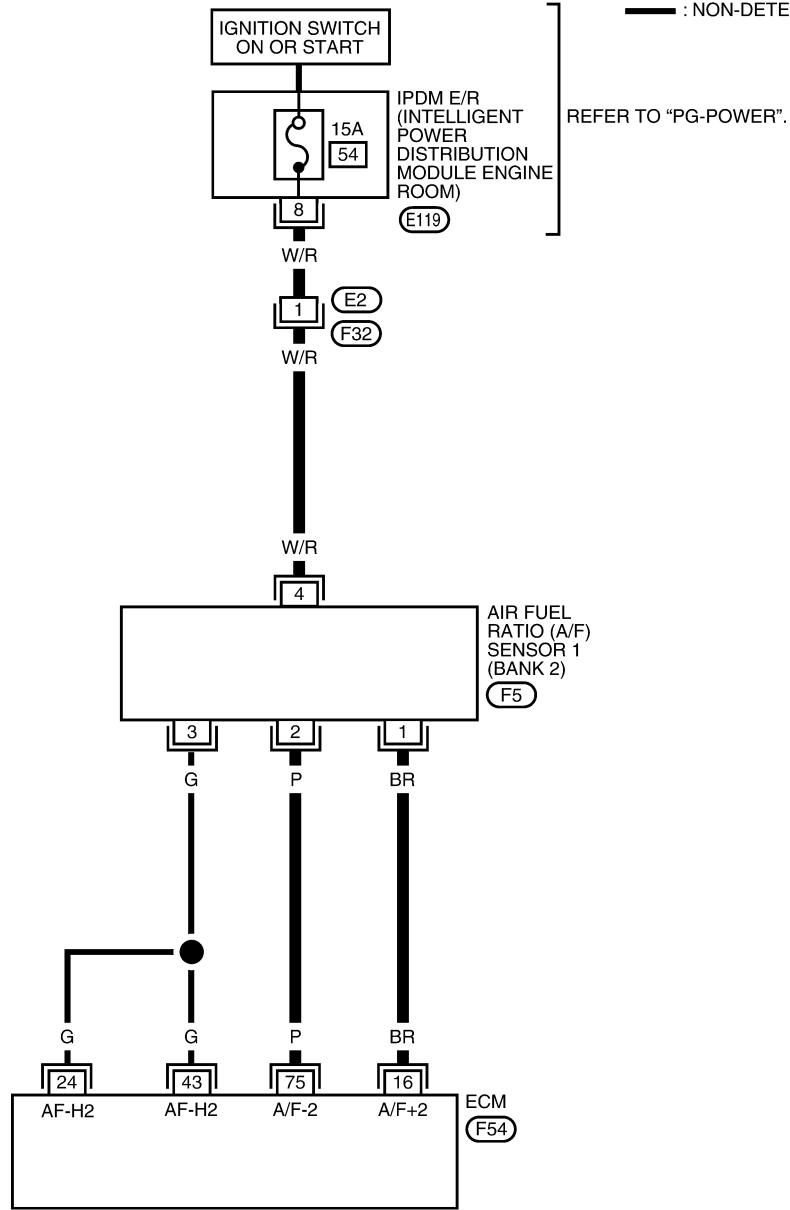 IGNITION SWITCH
ON OR START
: NON-DETE
IPDM E/R
(INTELLIGENT
POWER
DISTRIBUTION
MODULE ENGINE
ROOM)
E119
15A
54
REFER TO “PG-POWER”.
8
W/R
1
E2
F32
W/R
W/R
4
AIR FUEL
RATIO (A/F)
SENSOR 1
(BANK 2)
F5
3 2 1
G P BR
G G P BR
24 43 75 16
AF-H2 AF-H2 A/F-2 A/F+2
ECM
F54